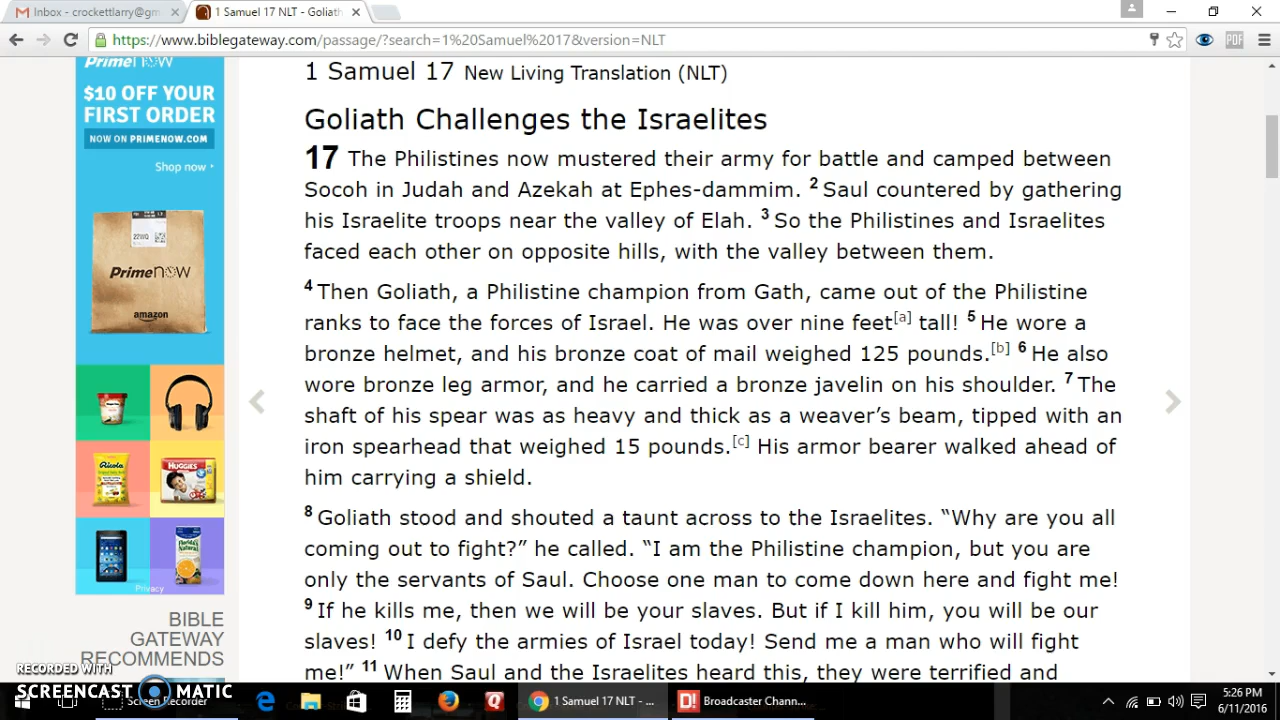 Inbox - crockettlarry@gm
1 Samuel 17 NLT - Goliath
https://www.biblegateway.com/passage/?search=1%20Samuel%2017&version=NLT
PDF
PrimeNOW
$10 OFF YOUR
FIRST ORDER
NOW ON PRIMENOW.COM
Shop now
PrimeNOW
amazon
Ricola
HUGGIES
Florida's
Natural
Privacy
BIBLE
GATEWAY
RECOMMENDS
1 Samuel 17 New Living Translation (NLT)
Goliath Challenges the Israelites
17 The Philistines now mustered their army for battle and camped between
Socoh in Judah and Azekah at Ephes-dammim. 2 Saul countered by gathering
his Israelite troops near the valley of Elah. 3 So the Philistines and Israelites
faced each other on opposite hills, with the valley between them.
4 Then Goliath, a Philistine champion from Gath, came out of the Philistine
ranks to face the forces of Israel. He was over nine feet[a] tall! 5 He wore a
bronze helmet, and his bronze coat of mail weighed 125 pounds.[b] 6 He also
wore bronze leg armor, and he carried a bronze javelin on his shoulder. 7 The
shaft of his spear was as heavy and thick as a weaver’s beam, tipped with an
iron spearhead that weighed 15 pounds.[c] His armor bearer walked ahead of
him carrying a shield.
8 Goliath stood and shouted a taunt across to the Israelites. “Why are you all
coming out to fight?” he called. “I am the Philistine champion, but you are
only the servants of Saul. Choose one man to come down here and fight me!
9 If he kills me, then we will be your slaves. But if I kill him, you will be our
slaves! 10 I defy the armies of Israel today! Send me a man who will fight
me!” 11 When Saul and the Israelites heard this, they were terrified and
RECORDED WITH
SCREENCAST MATIC
Screen Recorder
1 Samuel 17 NLT - ...
Broadcaster Chann...
5:26 PM
6/11/2016